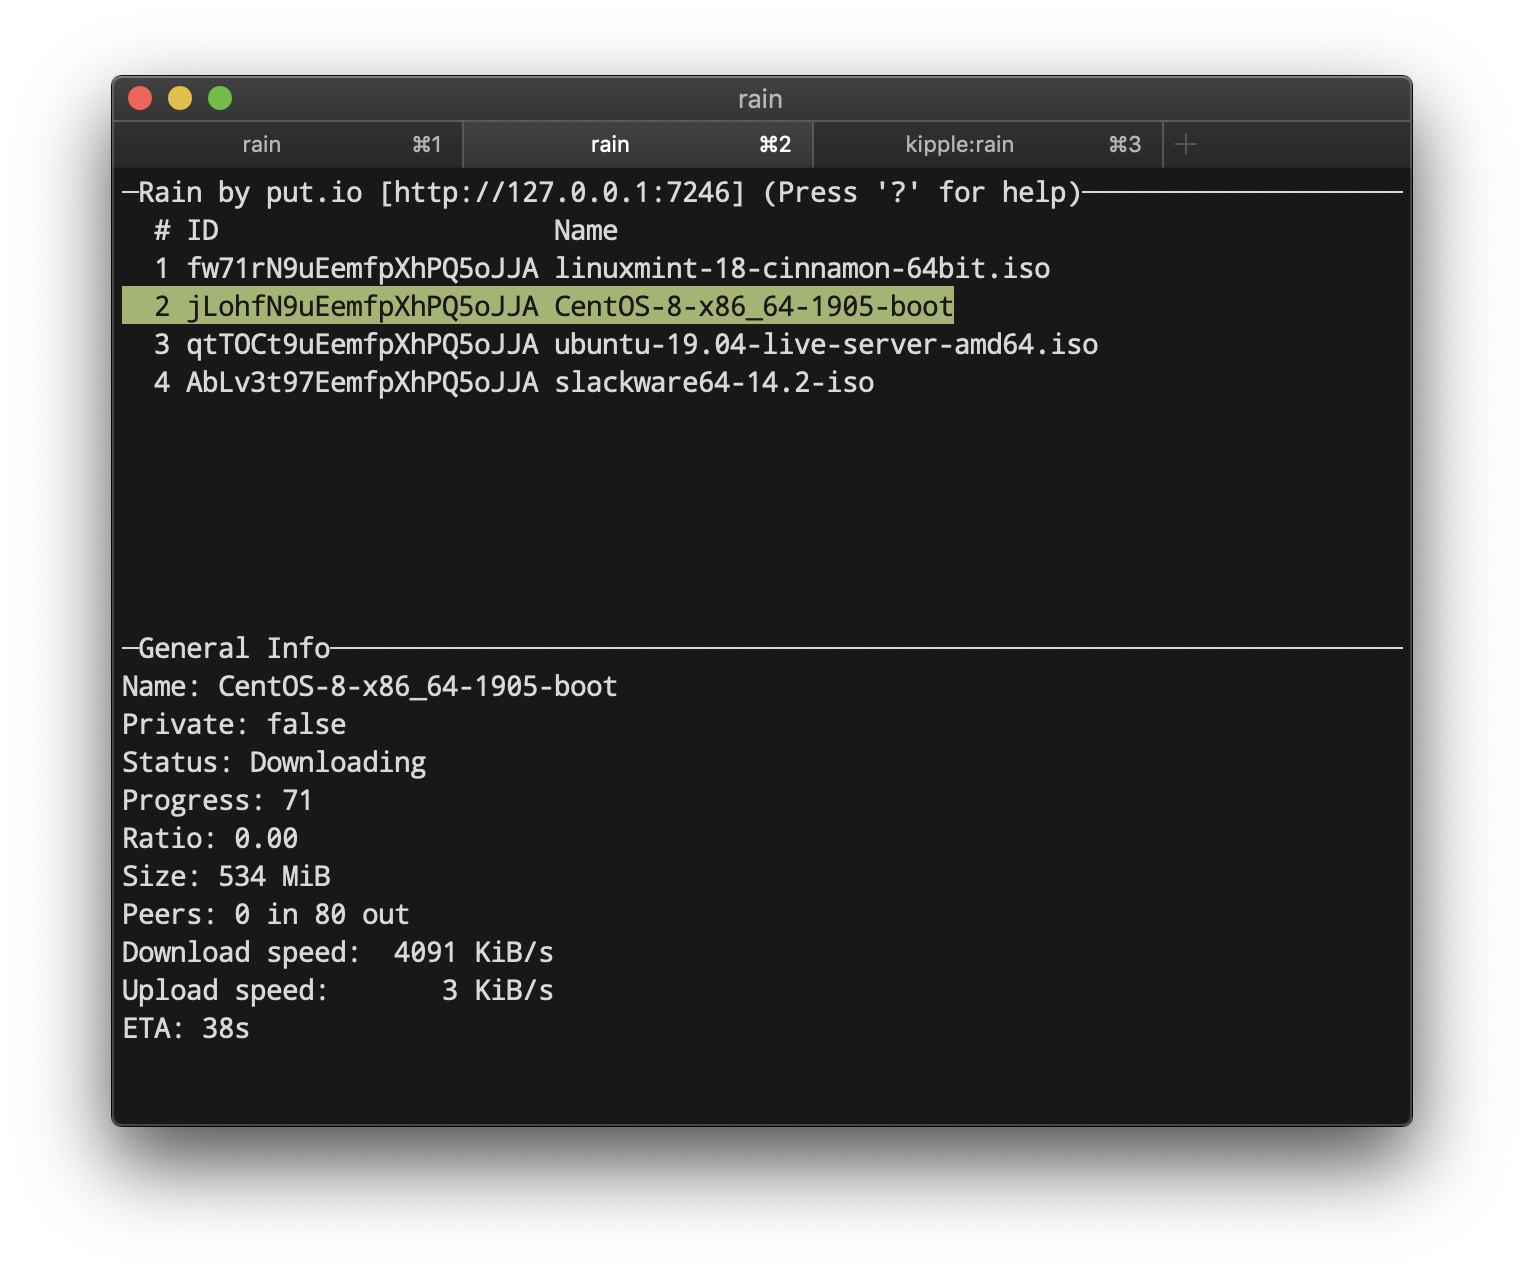 rain
rain ⌘1 rain ⌘2 kipple:rain ⌘3 +
Rain by put.io [http://127.0.0.1:7246] (Press '?' for help)
# ID Name
1 fw71rN9uEemfpXhPQ5oJJA linuxmint-18-cinnamon-64bit.iso
2 jLohfN9uEemfpXhPQ5oJJA CentOS-8-x86_64-1905-boot
3 qtTOCt9uEemfpXhPQ5oJJA ubuntu-19.04-live-server-amd64.iso
4 AbLv3t97EemfpXhPQ5oJJA slackware64-14.2-iso
General Info
Name: CentOS-8-x86_64-1905-boot
Private: false
Status: Downloading
Progress: 71
Ratio: 0.00
Size: 534 MiB
Peers: 0 in 80 out
Download speed: 4091 KiB/s
Upload speed: 3 KiB/s
ETA: 38s